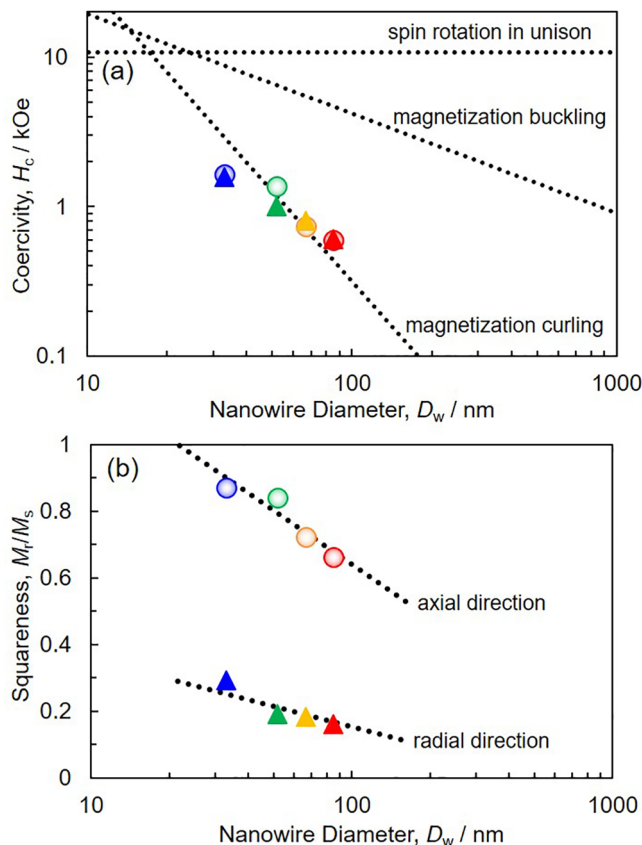 10
1
0.1
Coercivity, Hc / kOe
(a)
spin rotation in unison
magnetization buckling
magnetization curling
10
100
1000
Nanowire Diameter, Dw / nm
1
0.8
0.6
0.4
0.2
0
Squareness, Mr/Ms
(b)
axial direction
radial direction
10
100
1000
Nanowire Diameter, Dw / nm